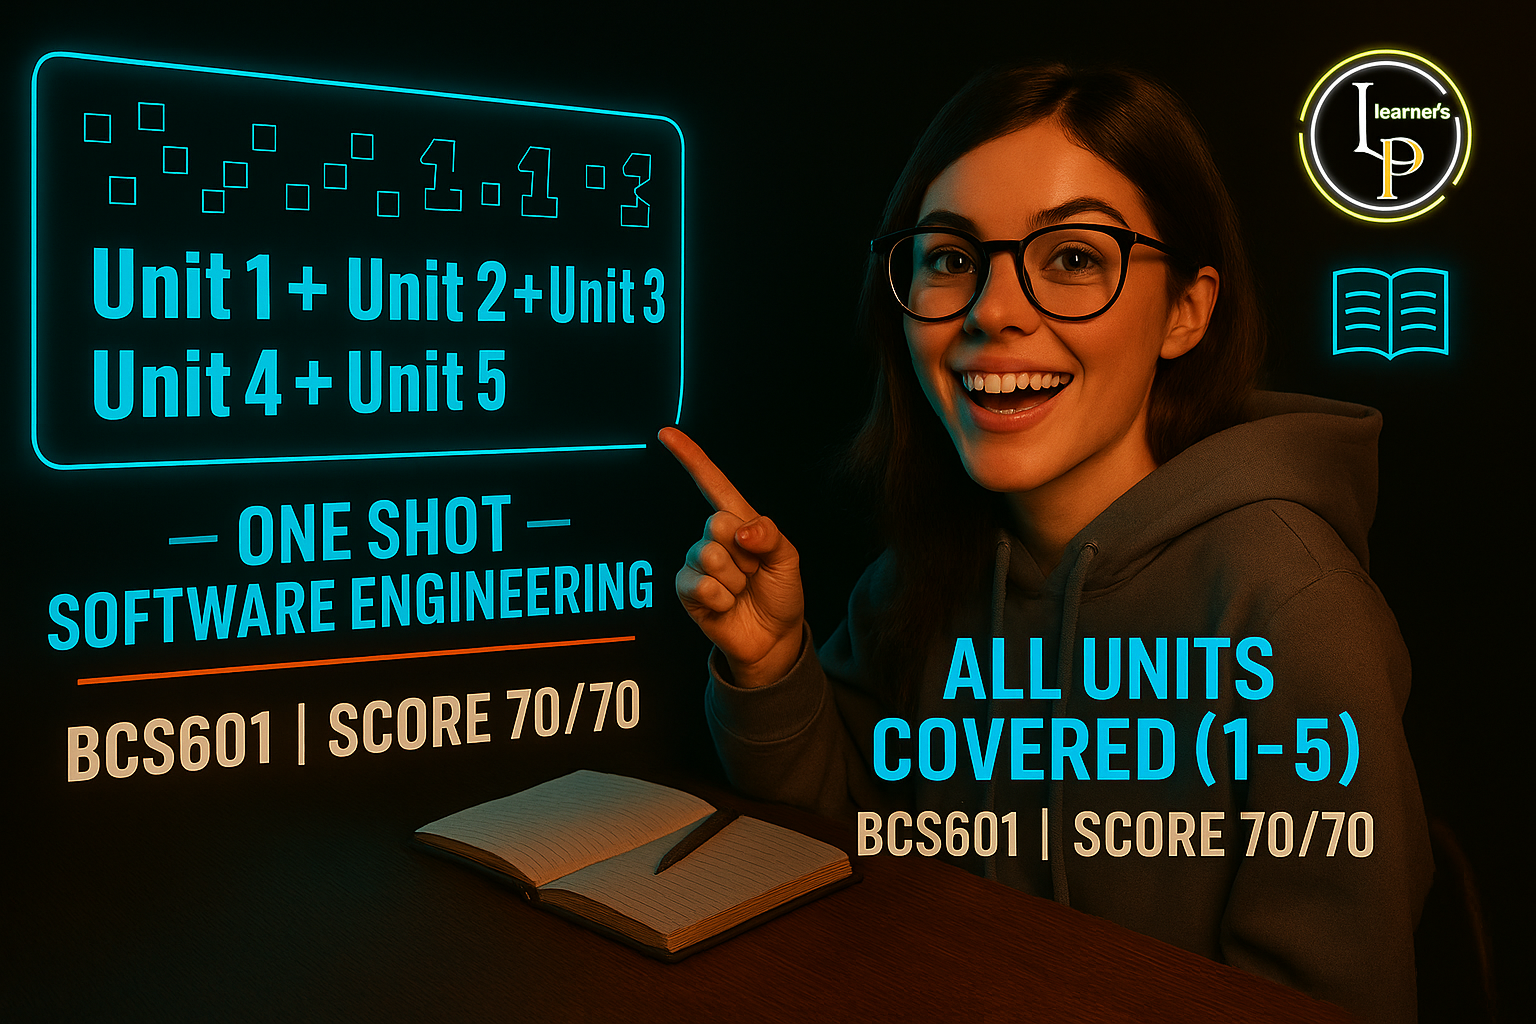 Unit 1 + Unit 2 + Unit 3
Unit 4 + Unit 5
— ONE SHOT —
SOFTWARE ENGINEERING
BCS601 | SCORE 70/70
learner's
LP
ALL UNITS
COVERED (1-5)
BCS601 | SCORE 70/70